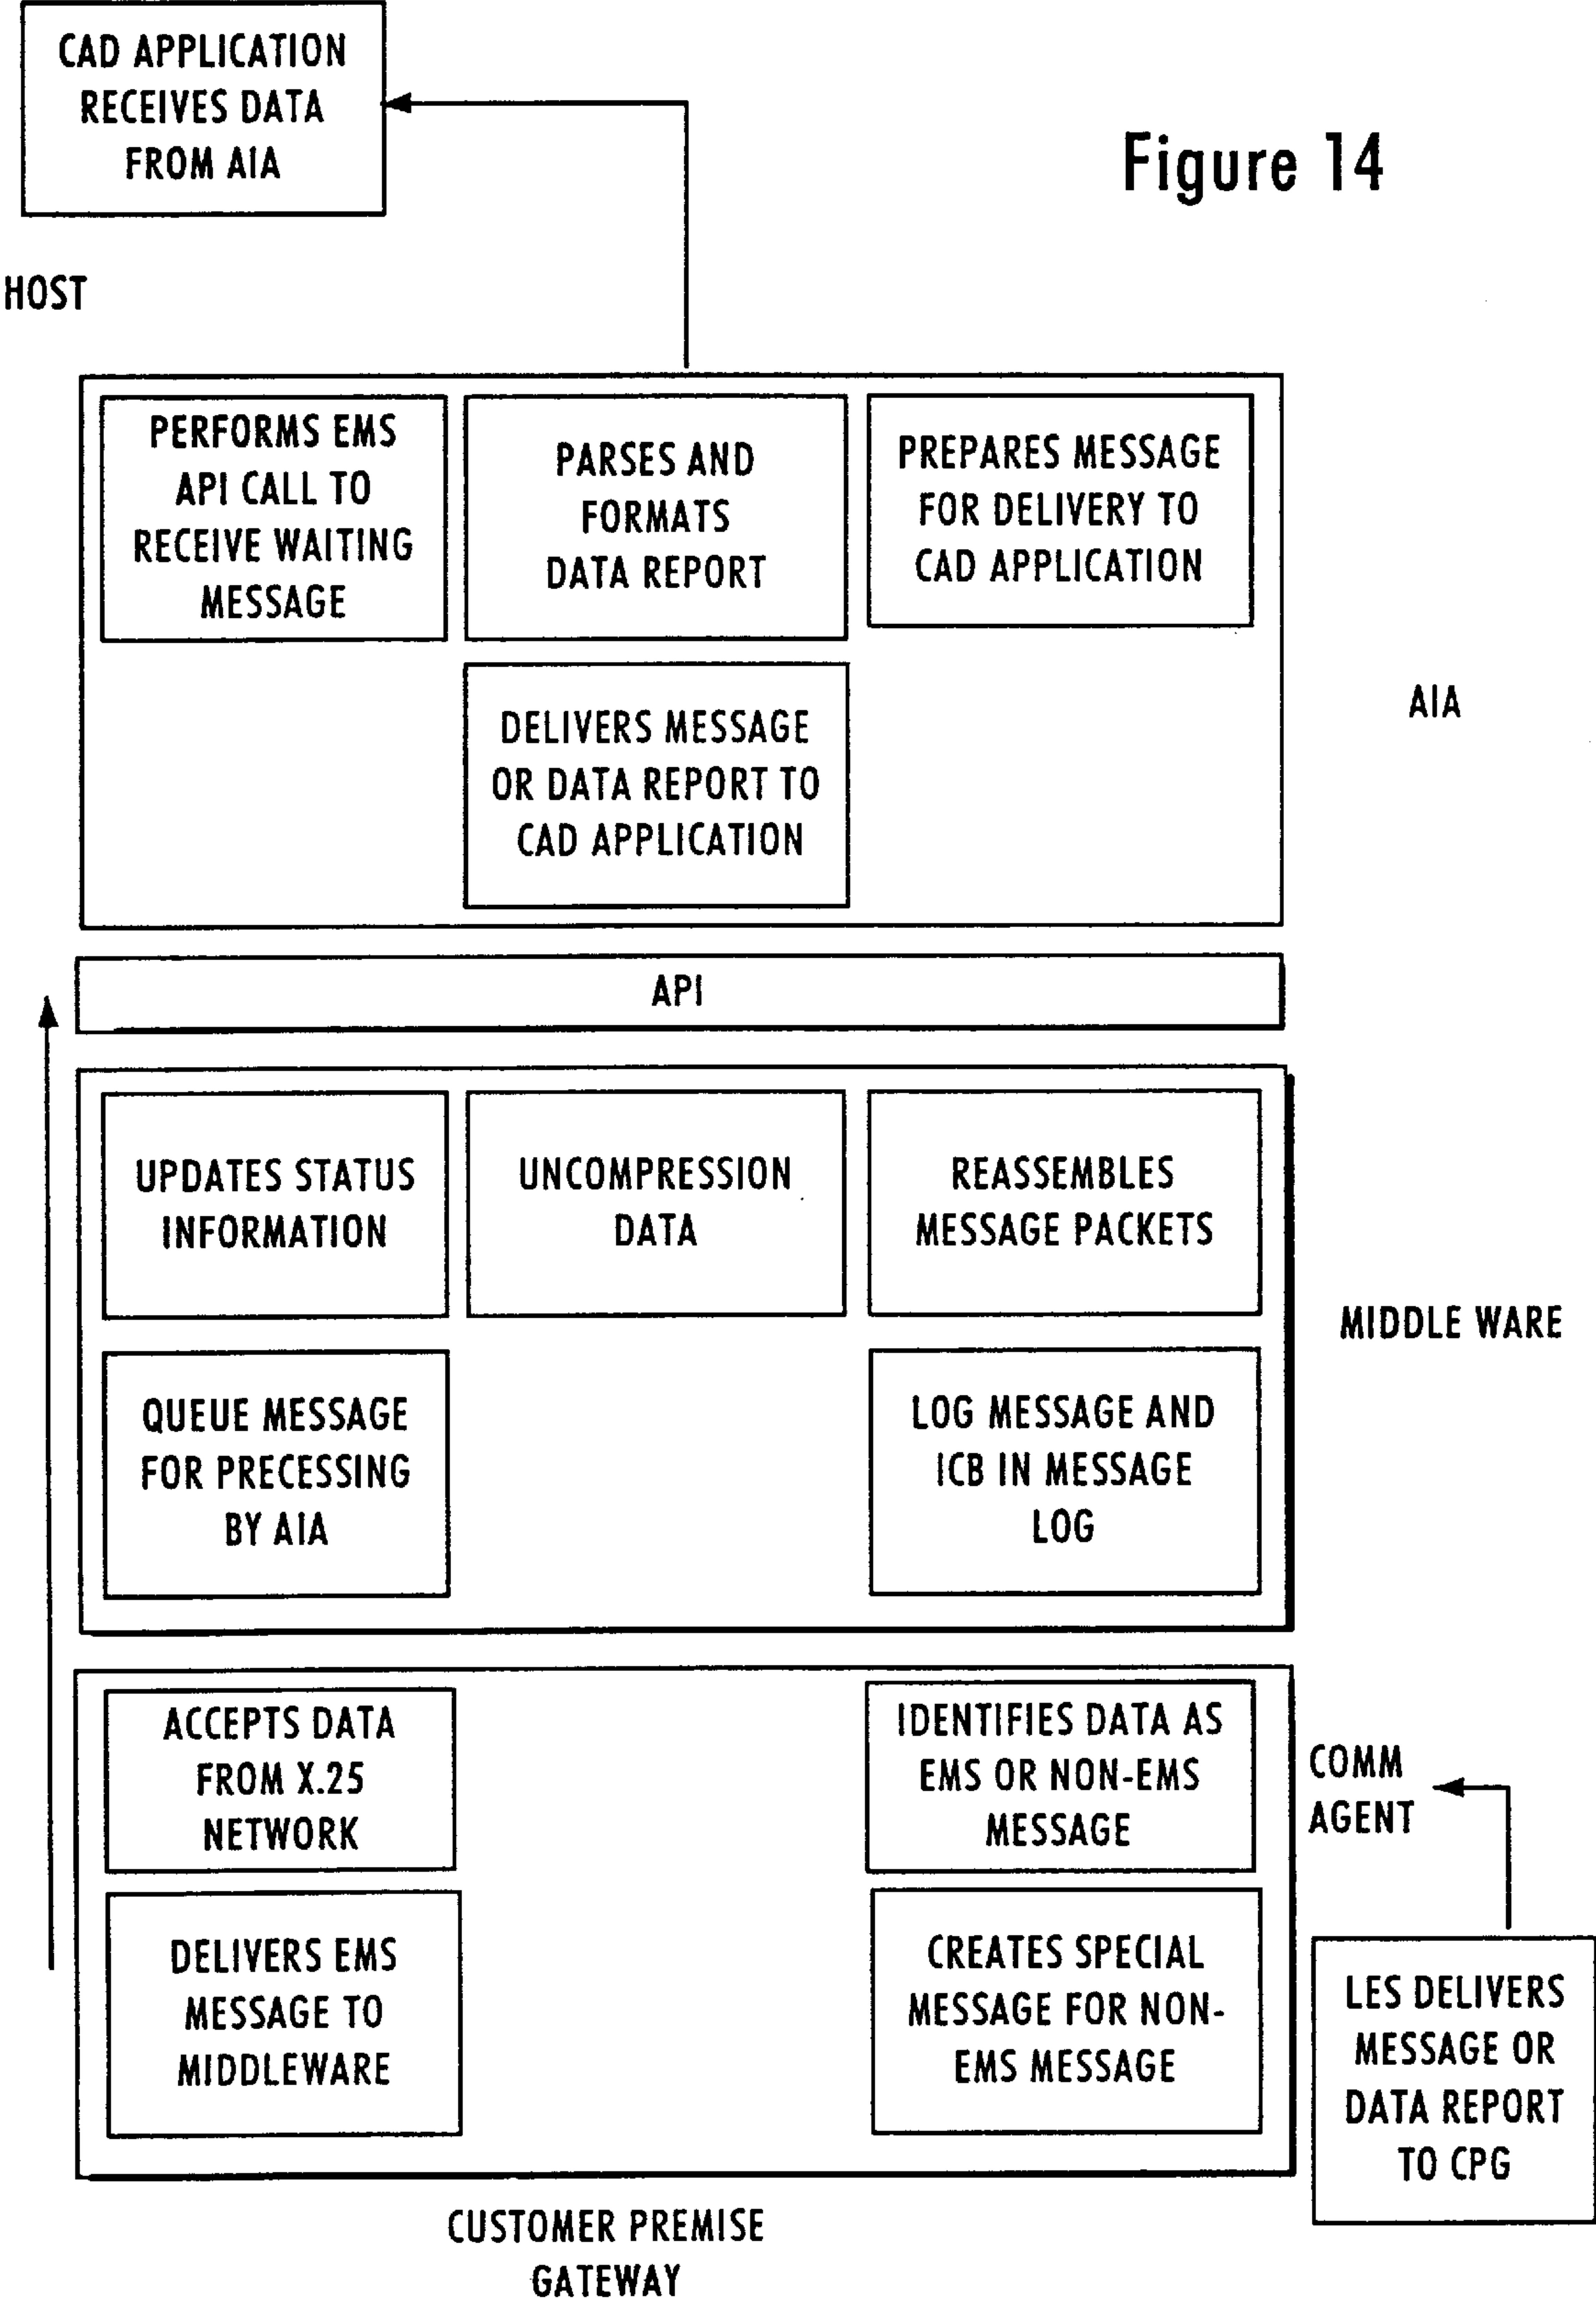 CAD APPLICATION
RECEIVES DATA
FROM AIA
Figure 14
HOST
PERFORMS EMS
API CALL TO
RECEIVE WAITING
MESSAGE
PARSES AND
FORMATS
DATA REPORT
PREPARES MESSAGE
FOR DELIVERY TO
CAD APPLICATION
DELIVERS MESSAGE
OR DATA REPORT TO
CAD APPLICATION
AIA
API
UPDATES STATUS
INFORMATION
UNCOMPRESSION
DATA
REASSEMBLES
MESSAGE PACKETS
MIDDLE WARE
QUEUE MESSAGE
FOR PRECESSING
BY AIA
LOG MESSAGE AND
ICB IN MESSAGE
LOG
ACCEPTS DATA
FROM X.25
NETWORK
IDENTIFIES DATA AS
EMS OR NON-EMS
MESSAGE
COMM
AGENT
DELIVERS EMS
MESSAGE TO
MIDDLEWARE
CREATES SPECIAL
MESSAGE FOR NON-
EMS MESSAGE
LES DELIVERS
MESSAGE OR
DATA REPORT
TO CPG
CUSTOMER PREMISE
GATEWAY